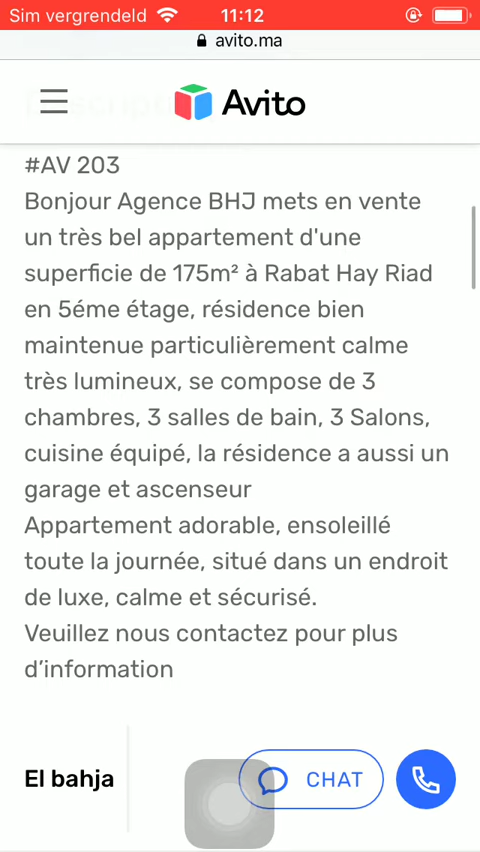 Sim vergrendeld 11:12
avito.ma
Avito
#AV 203
Bonjour Agence BHJ mets en vente
un très bel appartement d'une
superficie de 175m² à Rabat Hay Riad
en 5éme étage, résidence bien
maintenue particulièrement calme
très lumineux, se compose de 3
chambres, 3 salles de bain, 3 Salons,
cuisine équipé, la résidence a aussi un
garage et ascenseur
Appartement adorable, ensoleillé
toute la journée, situé dans un endroit
de luxe, calme et sécurisé.
Veuillez nous contactez pour plus
d’information
El bahja
CHAT